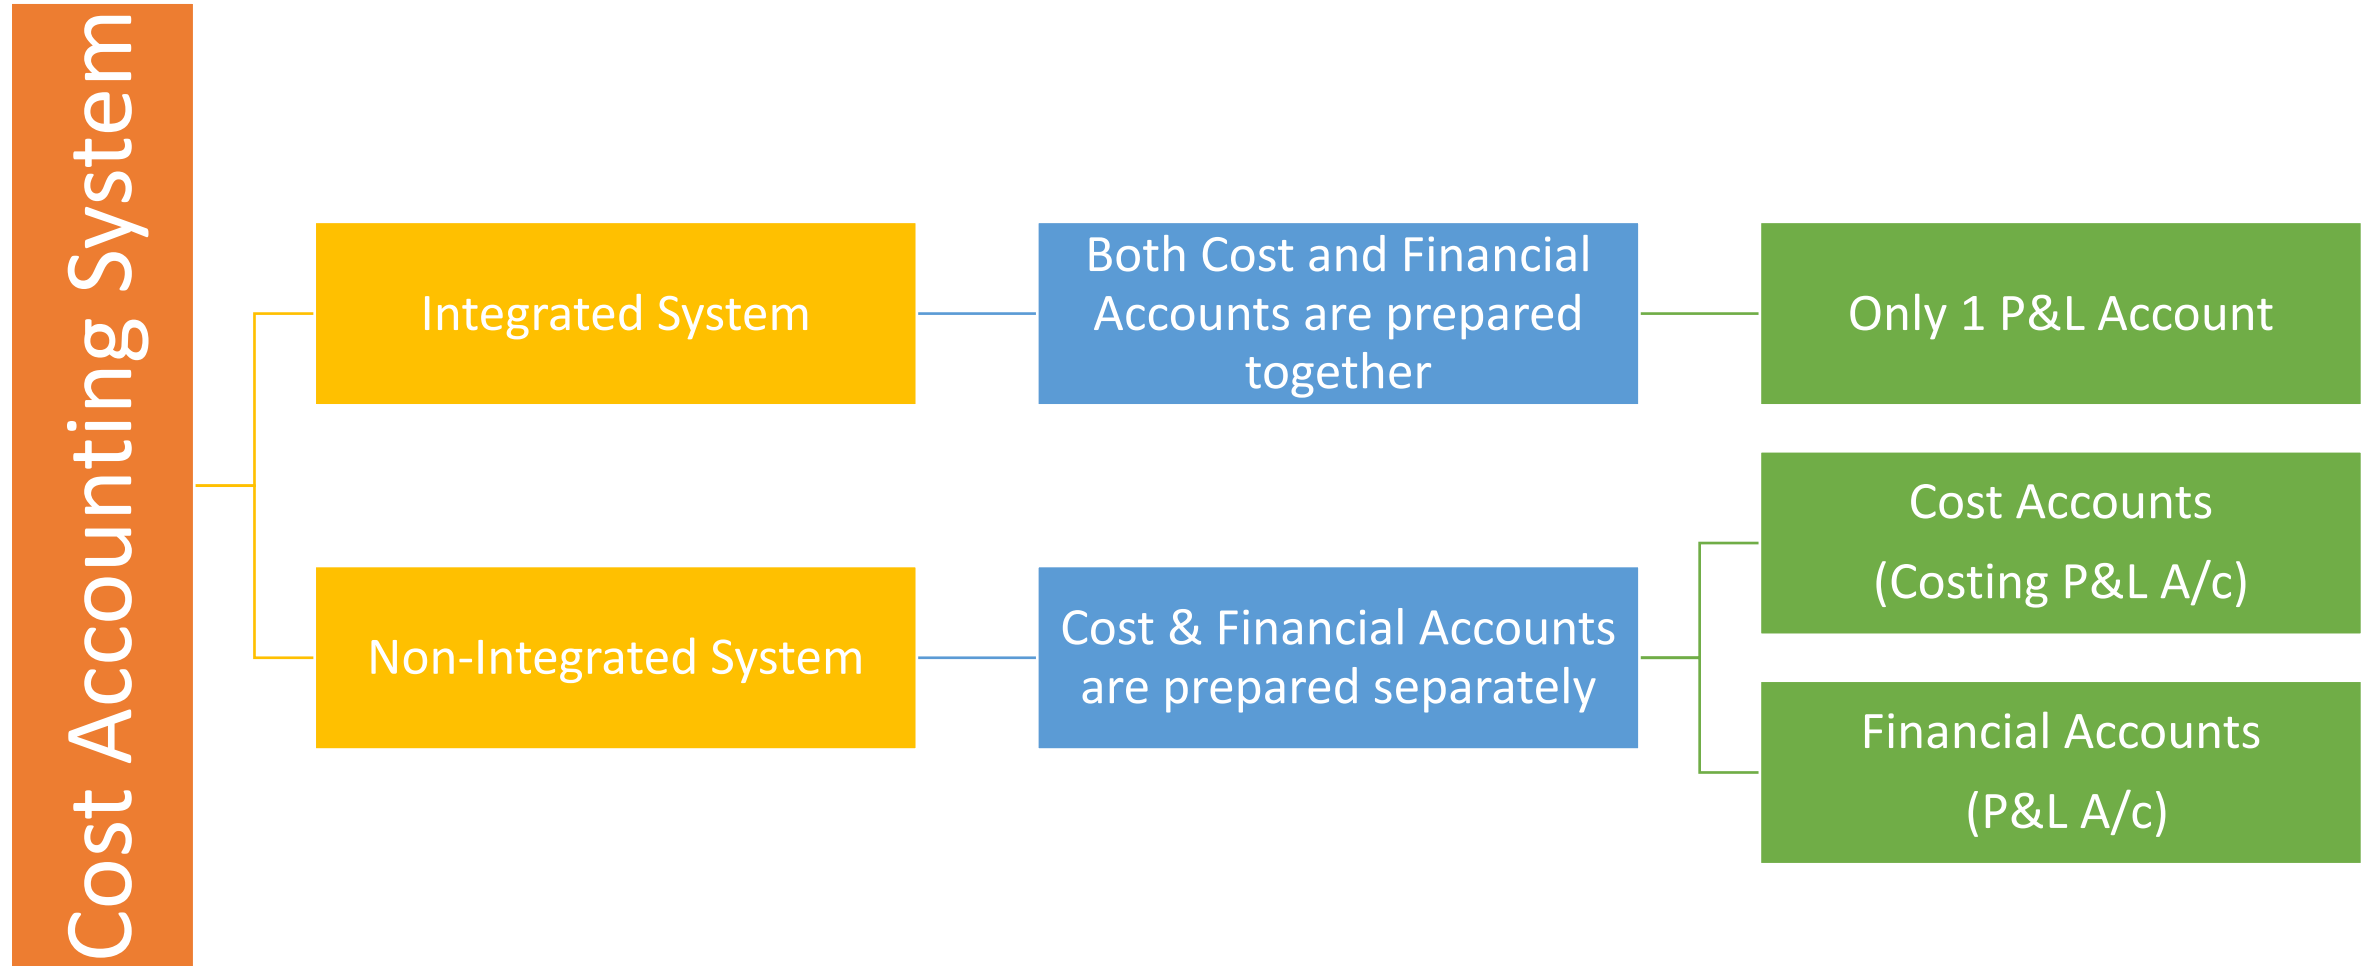 Cost Accounting System
Integrated System
Both Cost and Financial
Accounts are prepared
together
Only 1 P&L Account
Non-Integrated System
Cost & Financial Accounts
are prepared separately
Cost Accounts
(Costing P&L A/c)
Financial Accounts
(P&L A/c)